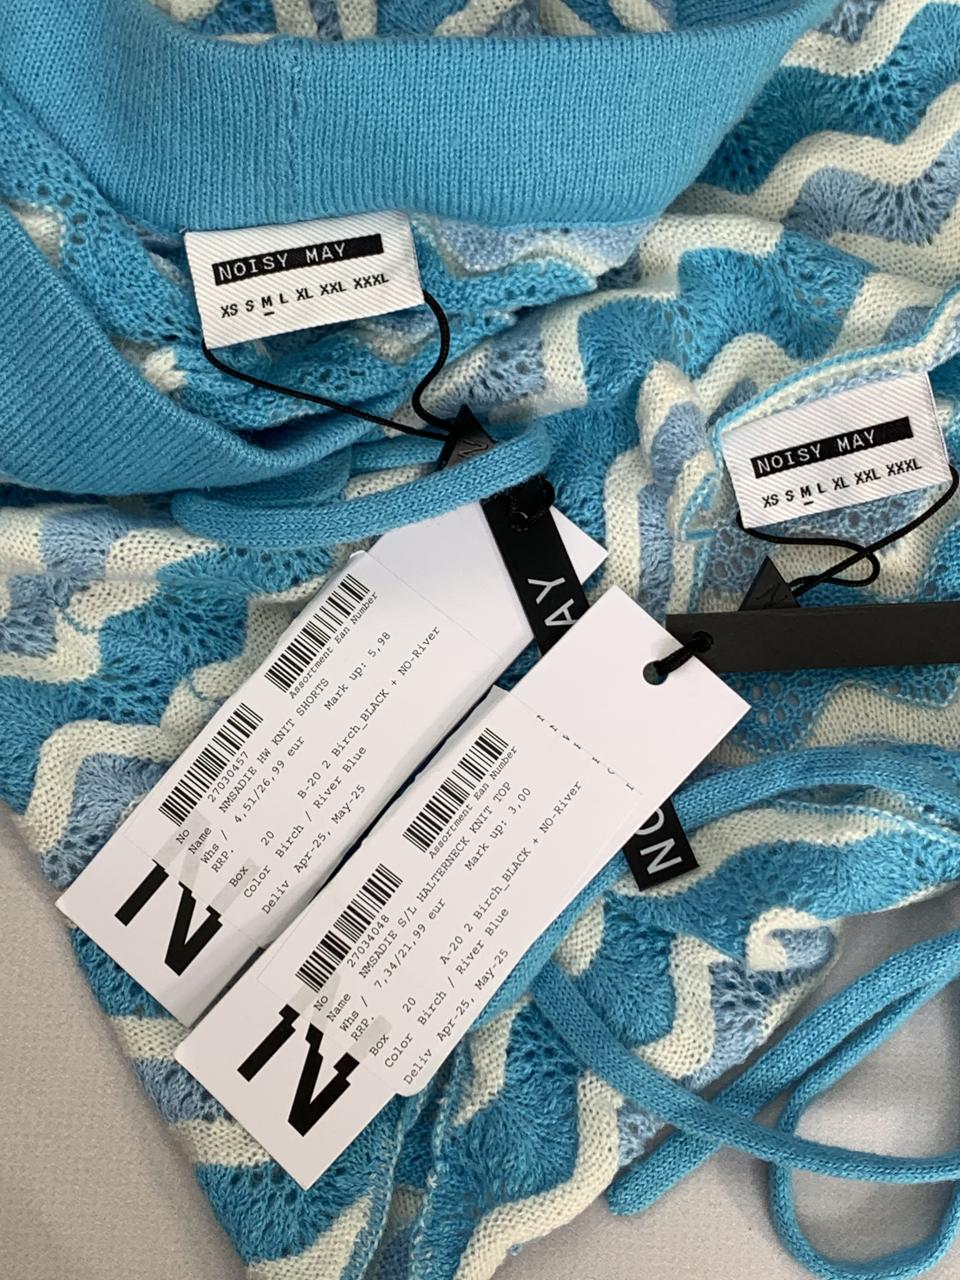 NOISY MAY
XS S M L XL XXL XXXL
NOISY MAY
XS S M L XL XXL XXXL
AY
NO
Assortment Ean Number
No 27030457
Name NMSADIE HW KNIT SHORTS
Whs / 4,51/26,99 eur Mark up: 5,98
RRP.
Box 20 B-20 2 Birch_BLACK + NO-River
Color Birch / River Blue
Deliv Apr-25, May-25
Assortment Ean Number
No 27034048
Name NMSADIE S/L HALTERNECK KNIT TOP
Whs / 7,34/21,99 eur Mark up: 3,00
RRP.
Box 20 A-20 2 Birch_BLACK + NO-River
Color Birch / River Blue
Deliv Apr-25, May-25